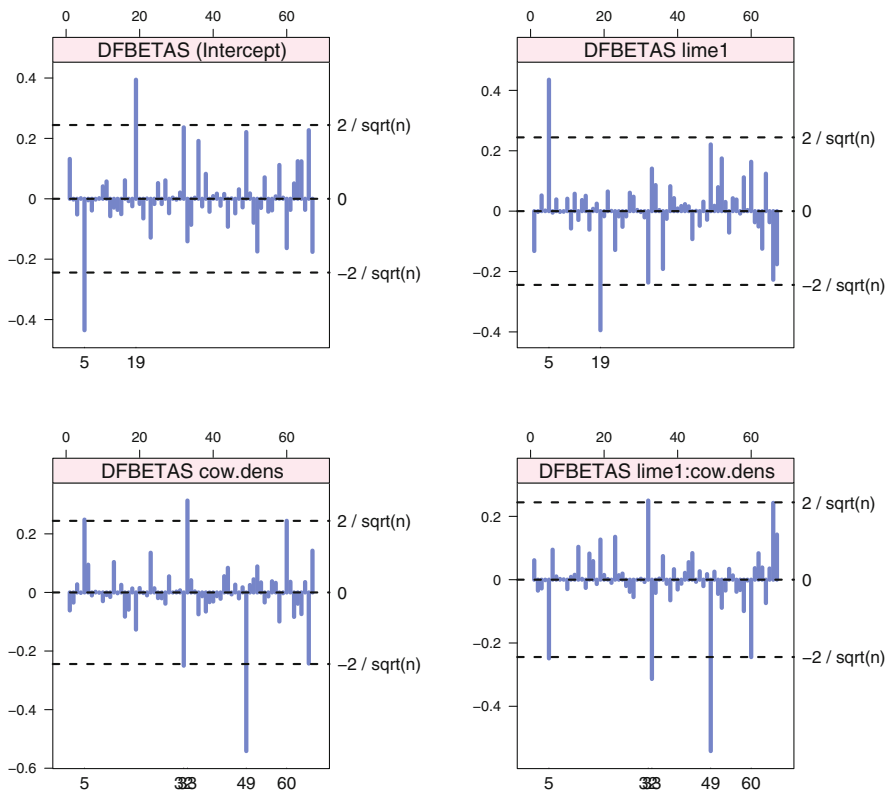 0 20 40 60
DFBETAS (Intercept)
0.4
0.2
0
−0.2
−0.4
2 / sqrt(n)
0
−2 / sqrt(n)
5 19
0 20 40 60
DFBETAS lime1
0.4
0.2
0
−0.2
−0.4
2 / sqrt(n)
0
−2 / sqrt(n)
5 19
0 20 40 60
DFBETAS cow.dens
0.2
0
−0.2
−0.4
−0.6
2 / sqrt(n)
0
−2 / sqrt(n)
5 32 33 49 60
0 20 40 60
DFBETAS lime1:cow.dens
0.2
0
−0.2
−0.4
2 / sqrt(n)
0
−2 / sqrt(n)
5 32 33 49 60